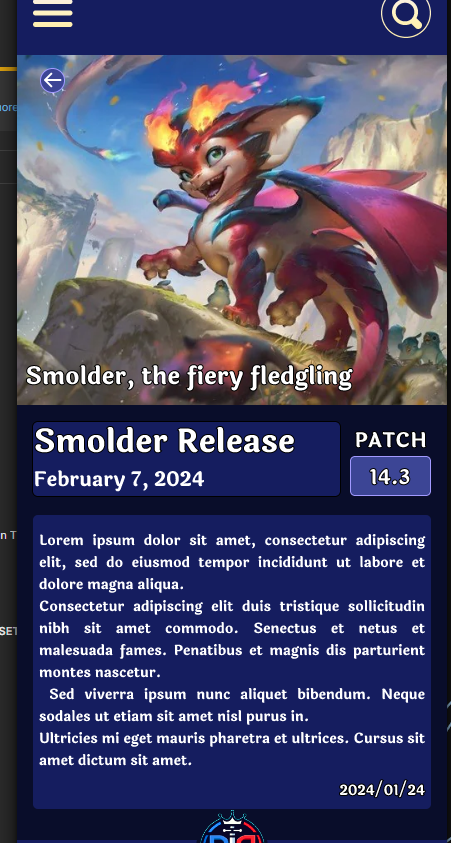 Smolder, the fiery fledgling
Smolder Release
PATCH
February 7, 2024
14.3
Lorem ipsum dolor sit amet, consectetur adipiscing
elit, sed do eiusmod tempor incididunt ut labore et
dolore magna aliqua.
Consectetur adipiscing elit duis tristique sollicitudin
nibh sit amet commodo. Senectus et netus et
malesuada fames. Penatibus et magnis dis parturient
montes nascetur.
Sed viverra ipsum nunc aliquet bibendum. Neque
sodales ut etiam sit amet nisl purus in.
Ultricies mi eget mauris pharetra et ultrices. Cursus sit
amet dictum sit amet.
2024/01/24